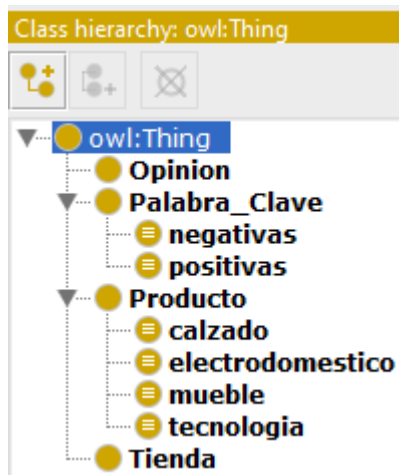 Class hierarchy: owl:Thing
owl:Thing
Opinion
Palabra_Clave
negativas
positivas
Producto
calzado
electrodomestico
mueble
tecnologia
Tienda